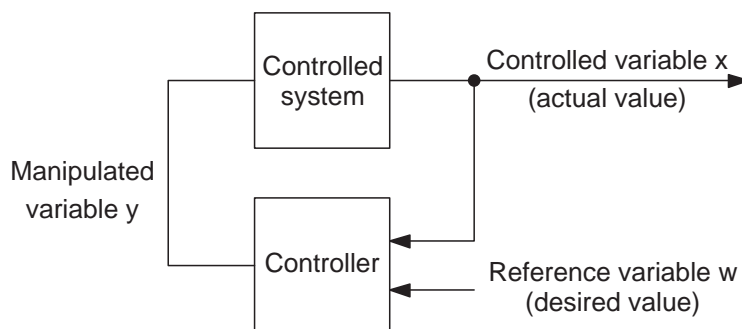 Controlled
system
Controlled variable x
(actual value)
Manipulated
variable y
Controller
Reference variable w
(desired value)